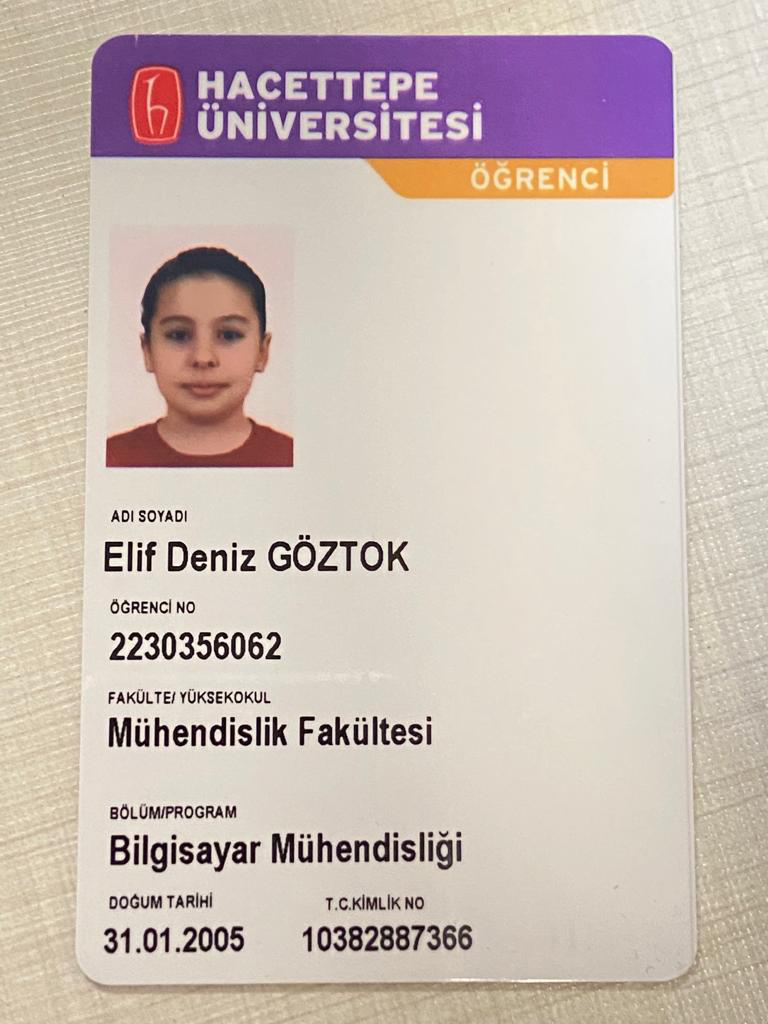 HACETTEPE
ÜNİVERSİTESİ
ÖĞRENCİ
ADI SOYADI
Elif Deniz GÖZTOK
ÖĞRENCİ NO
2230356062
FAKÜLTE/ YÜKSEKOKUL
Mühendislik Fakültesi
BÖLÜM/PROGRAM
Bilgisayar Mühendisliği
DOĞUM TARİHİ T.C.KİMLİK NO
31.01.2005 10382887366